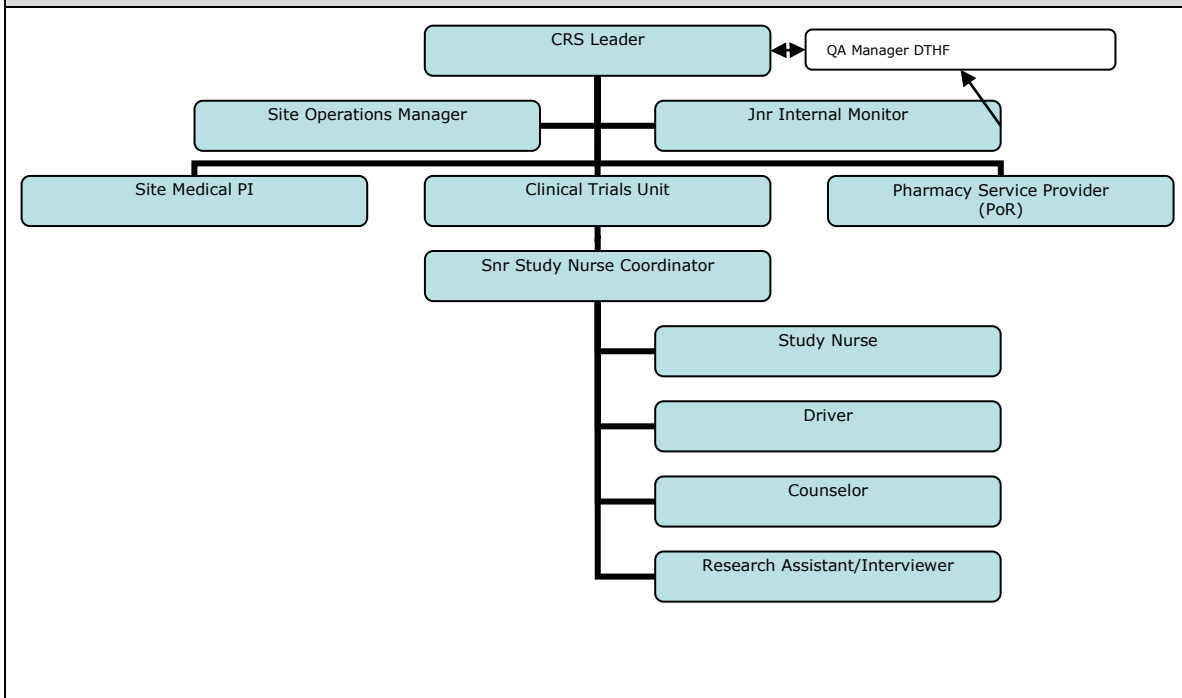 CRS Leader
QA Manager DTHF
Site Operations Manager
Jnr Internal Monitor
Site Medical PI
Clinical Trials Unit
Pharmacy Service Provider
(PoR)
Snr Study Nurse Coordinator
Study Nurse
Driver
Counselor
Research Assistant/Interviewer